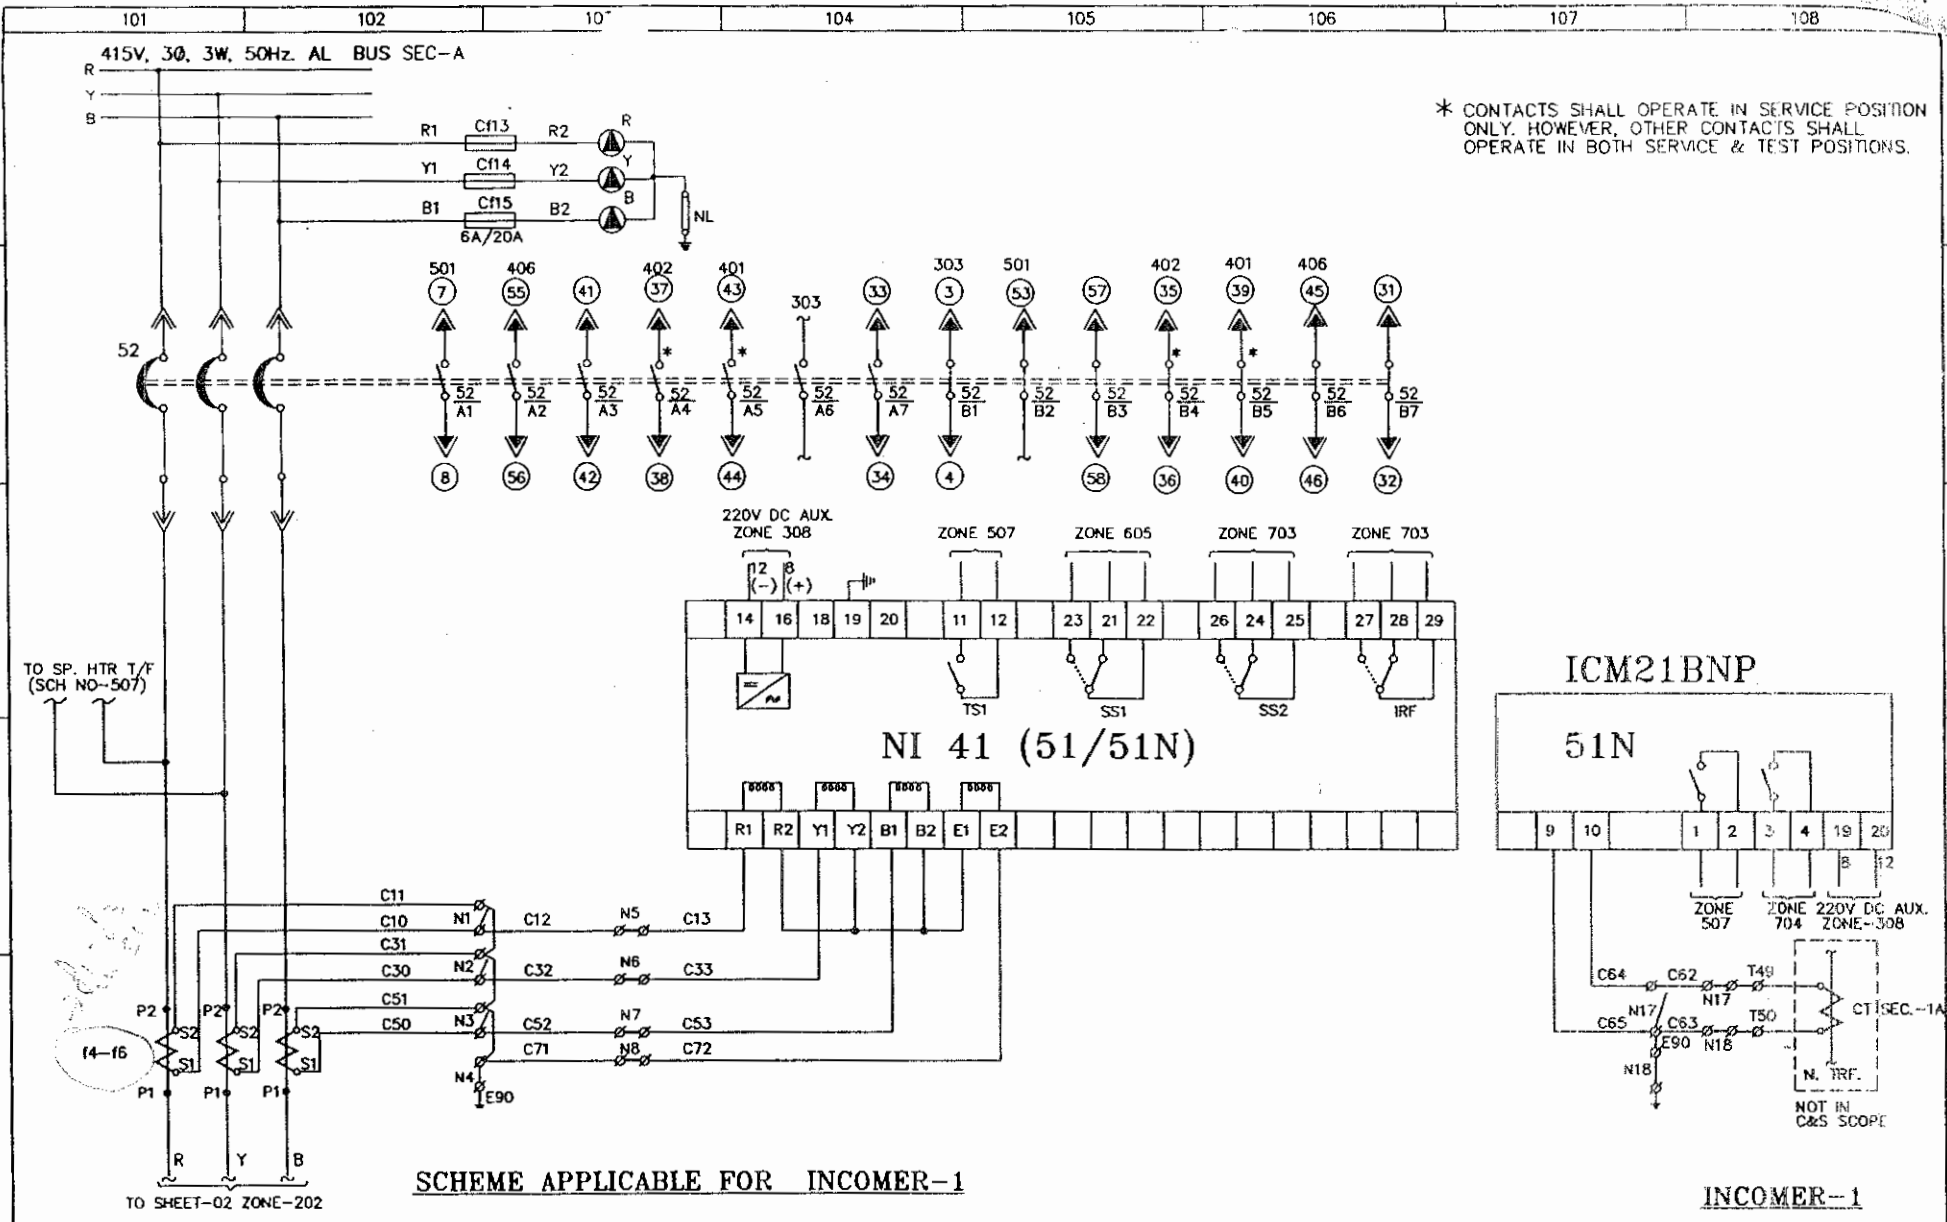 101 102 10 104 105 106 107 108
415V, 3Ø, 3W, 50Hz. AL BUS SEC-A
R
Y
B
* CONTACTS SHALL OPERATE IN SERVICE POSITION
ONLY. HOWEVER, OTHER CONTACTS SHALL
OPERATE IN BOTH SERVICE & TEST POSITIONS.
R1 Cf13 R2 R
Y1 Cf14 Y2 Y
B1 Cf15 B2 B
6A/20A
NL
501 406 402 401 303 501 402 401 406
7 55 41 37 43 303 33 3 53 57 35 39 45 31
52
* * * *
52 52 52 52 52 52 52 52 52 52 52 52 52 52
A1 A2 A3 A4 A5 A6 A7 B1 B2 B3 B4 B5 B6 B7
8 56 42 38 44 34 4 58 36 40 46 32
220V DC AUX.
ZONE 308 ZONE 507 ZONE 605 ZONE 703 ZONE 703
12 8
(-) (+)
14 16 18 19 20 11 12 23 21 22 26 24 25 27 28 29
TS1 SS1 SS2 IRF
NI 41 (51/51N)
R1 R2 Y1 Y2 B1 B2 E1 E2
TO SP. HTR T/F
(SCH NO-507)
ICM21BNP
51N
9 10 1 2 3 4 19 20
8 12
ZONE
507
ZONE
704
220V DC AUX.
ZONE-308
C11
C10 N1 C12 N5 C13
C31
C30 N2 C32 N6 C33
C51
C50 N3 C52 N7 C53
C71 N8 C72
N4
E90
P2 P2 P2
S2 S2 S2
f4-f6
S1 S1 S1
P1 P1 P1
R Y B
TO SHEET-02 ZONE-202
C64 C62 T49
N17
N17
C65 C63 T50
E90 N18
N18
CT SEC.-1A
N. TRF.
NOT IN
C&S SCOPE
SCHEME APPLICABLE FOR INCOMER-1
INCOMER-1